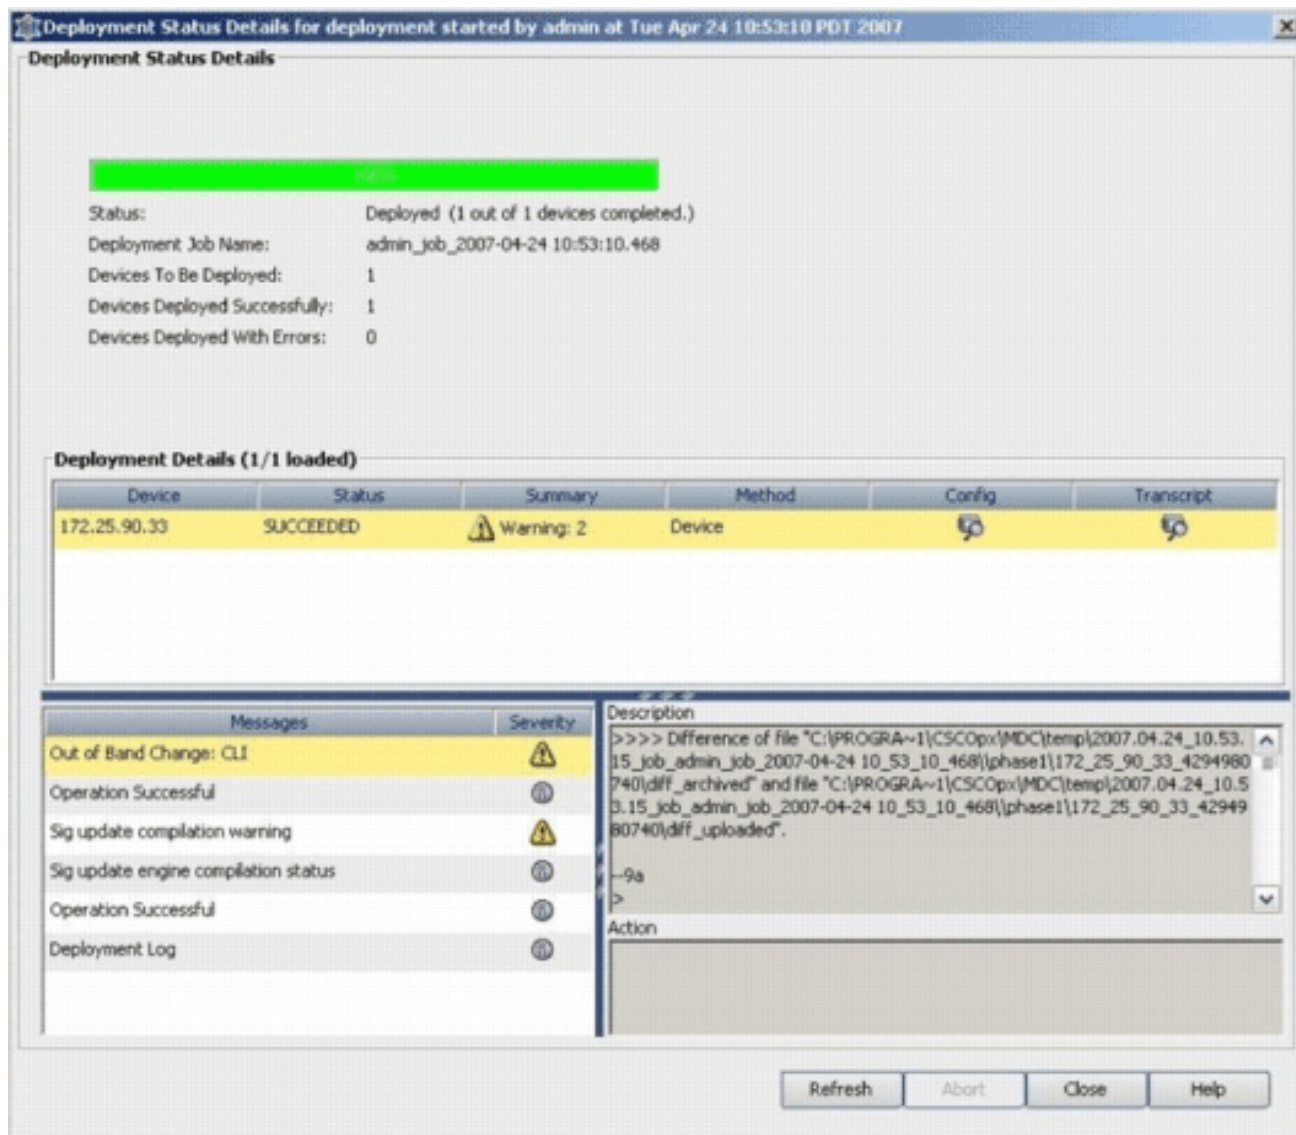 Deployment Status Details for deployment started by admin at Tue Apr 24 10:53:10 PDT 2007
Deployment Status Details
100%
Status: Deployed (1 out of 1 devices completed.)
Deployment Job Name: admin_job_2007-04-24 10:53:10.468
Devices To Be Deployed: 1
Devices Deployed Successfully: 1
Devices Deployed With Errors: 0
Deployment Details (1/1 loaded)
Device Status Summary Method Config Transcript
172.25.90.33 SUCCEEDED Warning: 2 Device
Messages Severity
Out of Band Change: CLI
Operation Successful
Sig update compilation warning
Sig update engine compilation status
Operation Successful
Deployment Log
Description
>>>> Difference of file "C:\PROGRA~1\CSCOpx\MDC\temp\2007.04.24_10.53.
15_job_admin_job_2007-04-24 10_53_10_468\\phase1\172_25_90_33_4294980
740\diff_archived" and file "C:\PROGRA~1\CSCOpx\MDC\temp\2007.04.24_10.5
3.15_job_admin_job_2007-04-24 10_53_10_468\\phase1\172_25_90_33_42949
80740\diff_uploaded".
--9a
>
Action
Refresh Abort Close Help